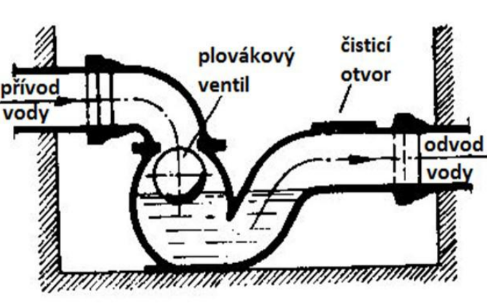 plovákový
ventil
čisticí
otvor
přívod
vody
odvod
vody